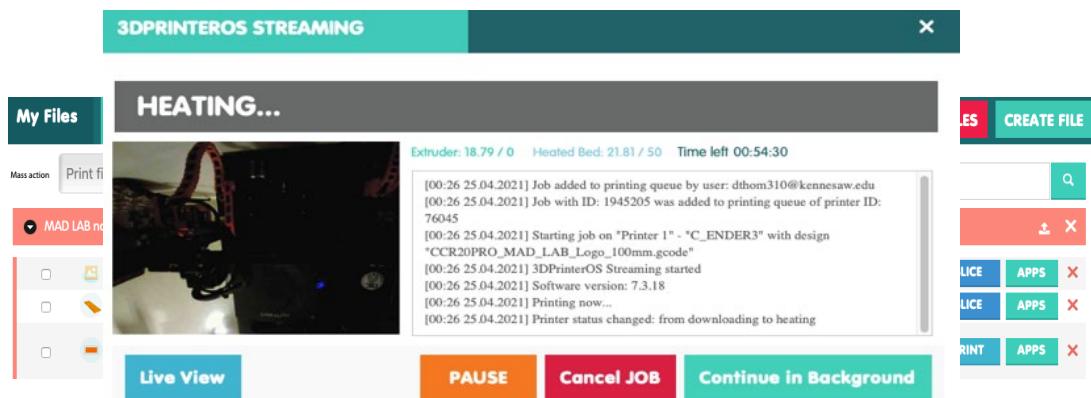 3DPRINTEROS STREAMING
My Files
CREATE FILE
HEATING...
Mass action
Extruder: 18.79 / 0 Heated Bed: 21.81 / 50 Time left 00:54:30
[00:26 25.04.2021] Job added to printing queue by user: dthom310@kennesaw.edu
[00:26 25.04.2021] Job with ID: 1945205 was added to printing queue of printer ID:
76045
[00:26 25.04.2021] Starting job on "Printer 1" - "C_ENDER3" with design
"CCR20PRO_MAD_LAB_Logo_100mm.gcode"
[00:26 25.04.2021] 3DPrinterOS Streaming started
[00:26 25.04.2021] Software version: 7.3.18
[00:26 25.04.2021] Printing now...
[00:26 25.04.2021] Printer status changed: from downloading to heating
Print
MAD LAB
APPS
APPS
APPS
Live View PAUSE Cancel JOB Continue in Background